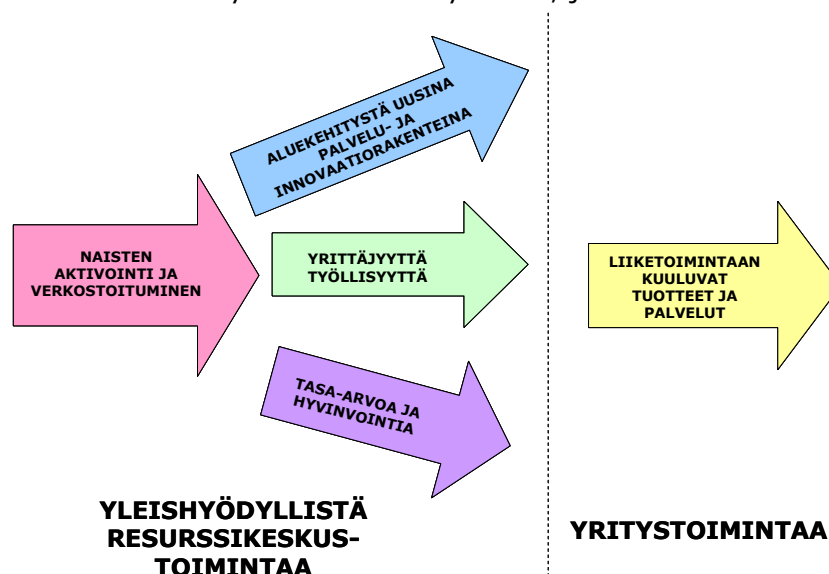 ALUEKEHITYSTÄ UUSINA
PALVELU- JA
INNOVAATIORAKENTEINA
NAISTEN
AKTIVOINTI JA
VERKOSTOITUMINEN
YRITTÄJYYTTÄ
TYÖLLISYYTTÄ
LIIKETOIMINTAAN
KUULUVAT
TUOTTEET JA
PALVELUT
TASA-ARVOA JA
HYVINVOINTIA
YLEISHYÖDYLLISTÄ
RESURSSIKESKUS-
TOIMINTAA
YRITYSTOIMINTAA